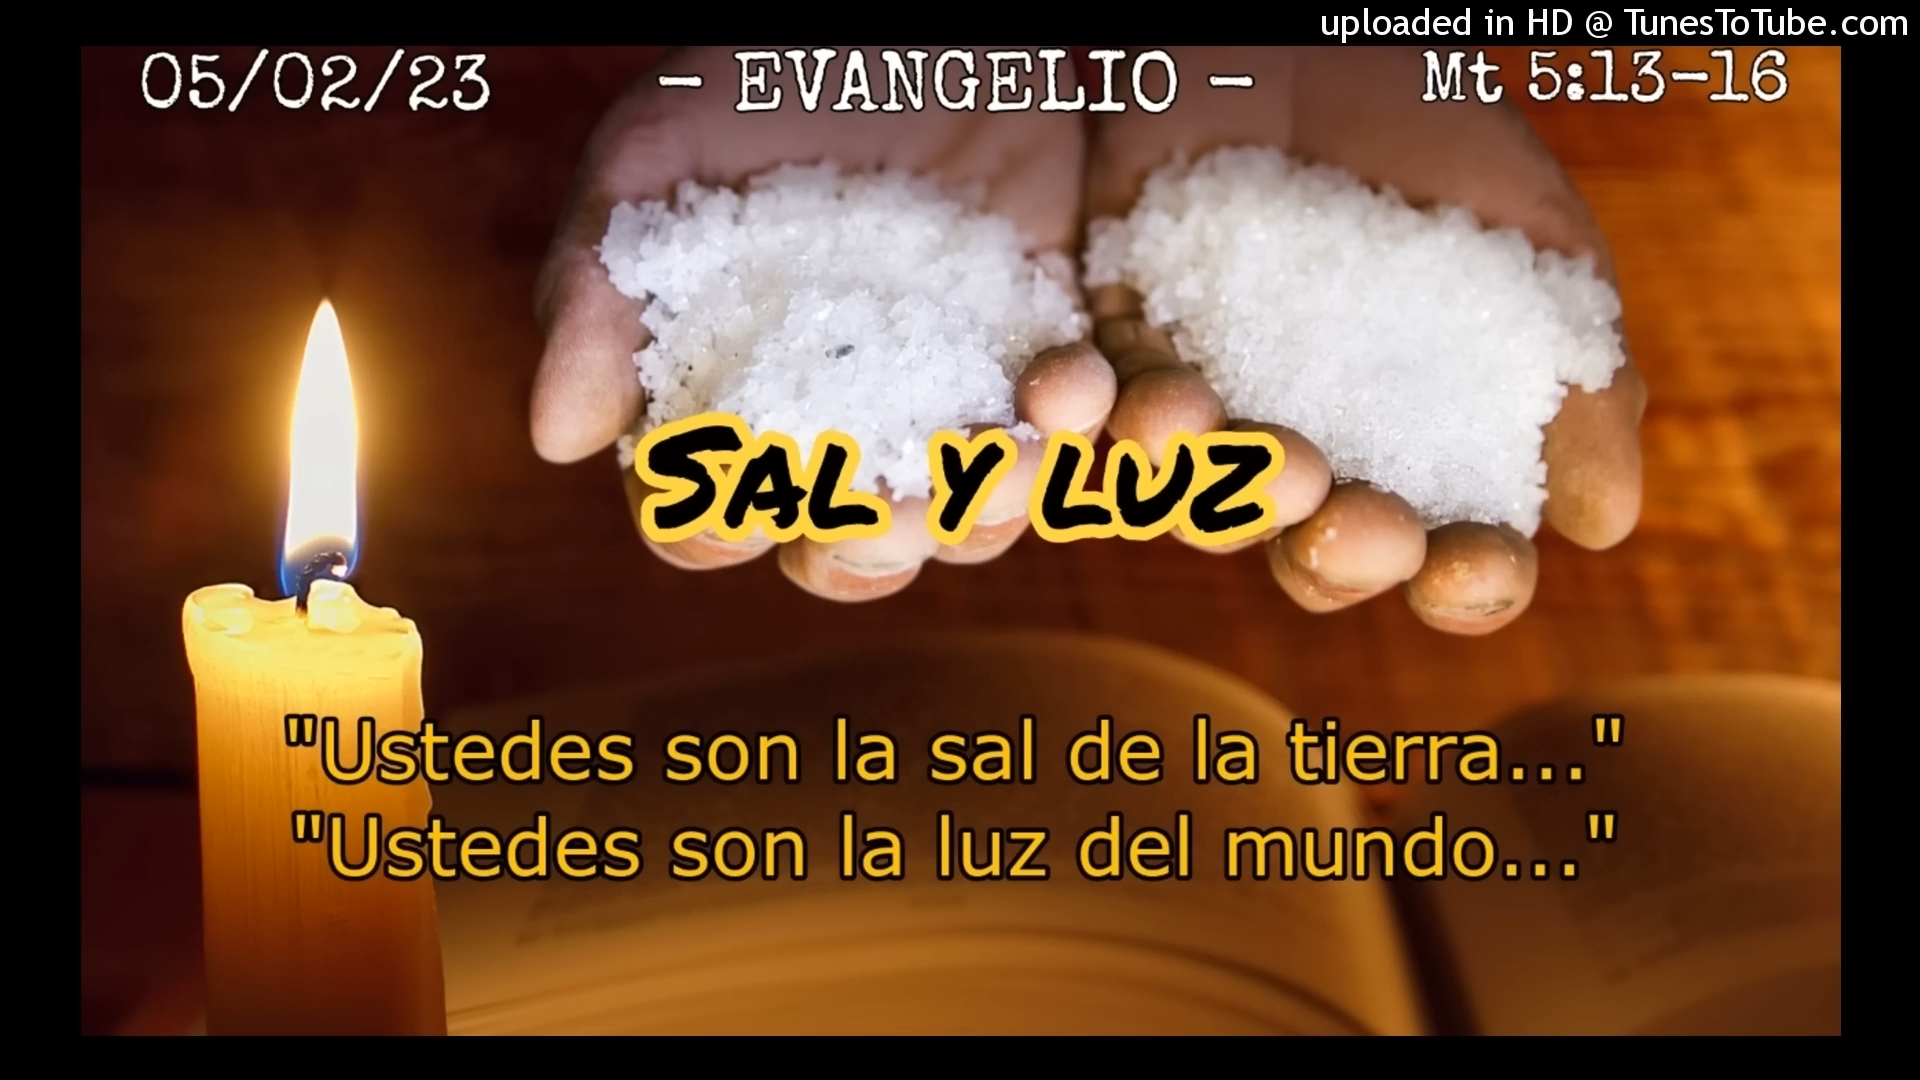 uploaded in HD @ TunesToTube.com
05/02/23 - EVANGELIO - Mt 5:13-16
Sal y luz
"Ustedes son la sal de la tierra..."
"Ustedes son la luz del mundo..."